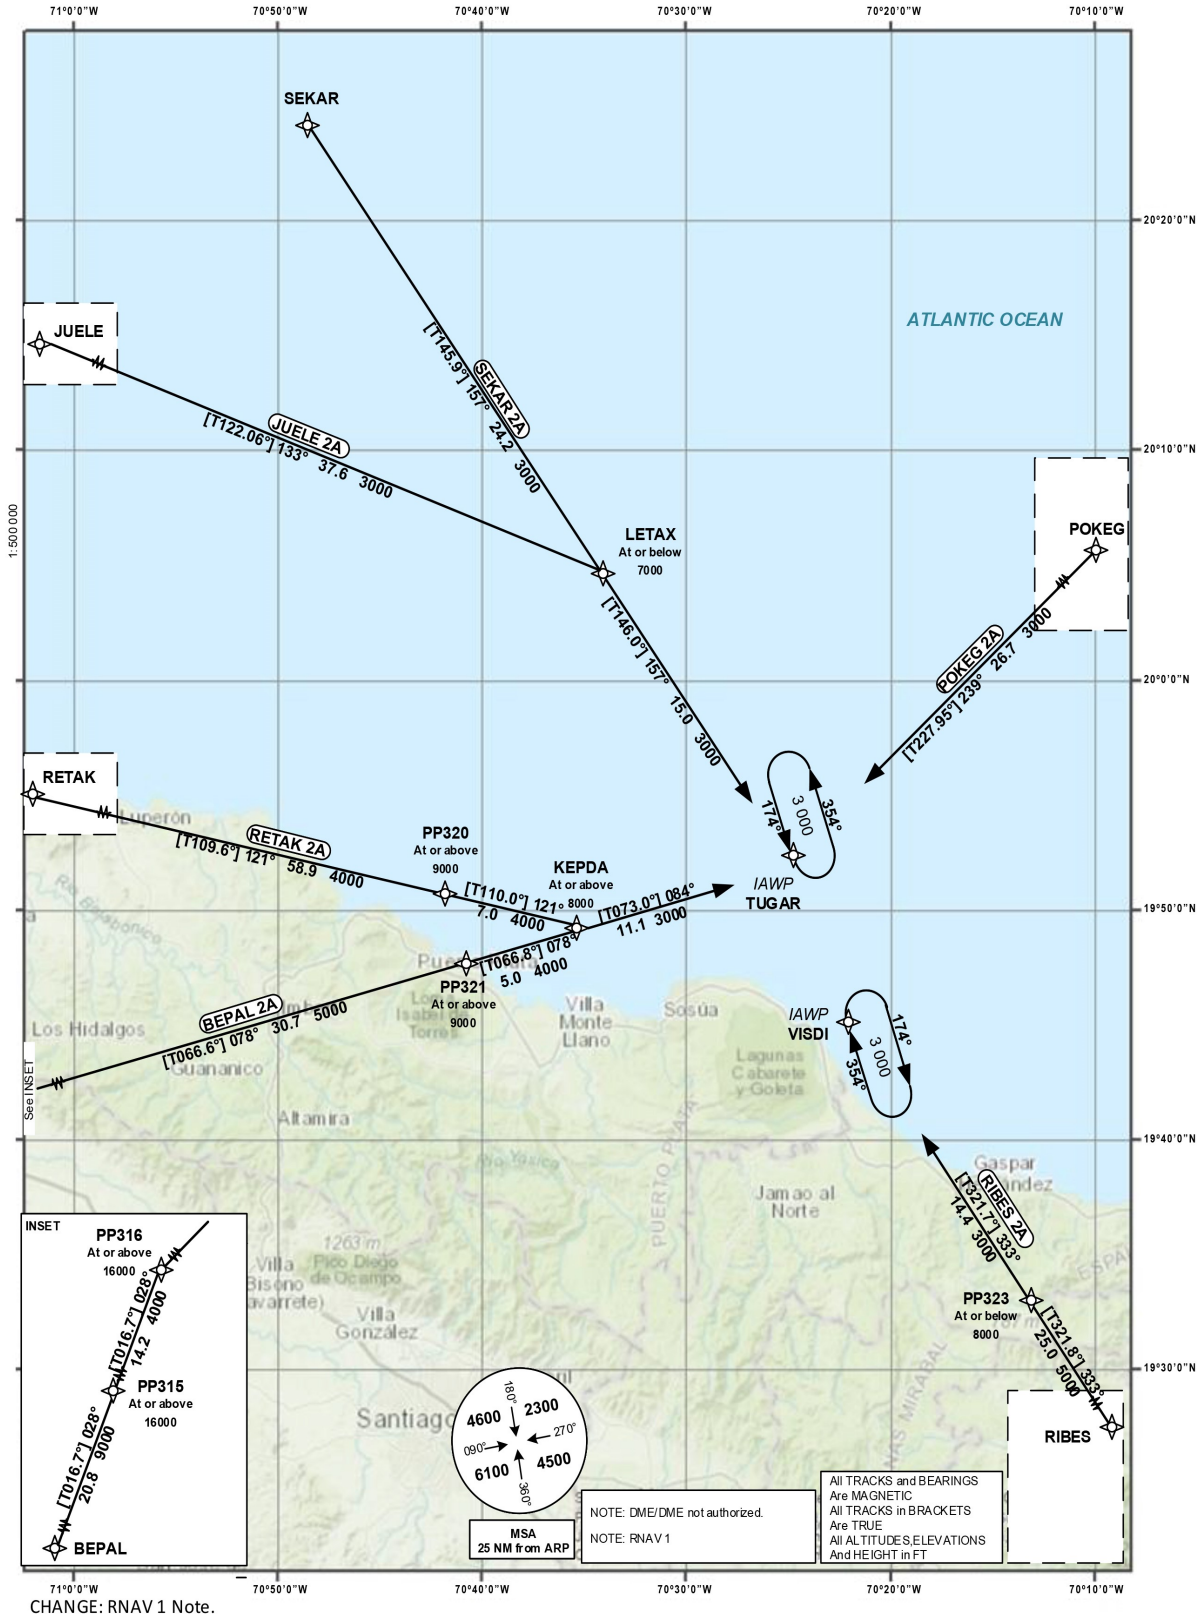 71°0'0"W 70°50'0"W 70°40'0"W 70°30'0"W 70°20'0"W 70°10'0"W
SEKAR
20°20'0"N
ATLANTIC OCEAN
JUELE
SEKAR 2A
[T145.9°] 157° 24.2 3000
JUELE 2A
[T122.06°] 133° 37.6 3000
20°10'0"N
1:500 000
LETAX
At or below
7000
POKEG
POKEG 2A
[T227.95°] 239° 26.7 3000
[T146.0°] 157° 15.0 3000
20°0'0"N
RETAK
Luperón
RETAK 2A
[T109.6°] 121° 58.9 4000
PP320
At or above
9000
KEPDA
At or above
8000
[T110.0°] 121°
7.0 4000
[T073.0°] 084°
11.1 3000
174°
3 000
354°
IAWP
TUGAR
19°50'0"N
Río Bajabonico
[T066.8°] 078°
5.0 4000
PP321
At or above
9000
BEPAL 2A
[T066.6°] 078° 30.7 5000
Los Hidalgos
Guananico
Isabel de
Torres
Villa
Monte
Llano
Sosúa
IAWP
VISDI
174°
3 000
354°
Lagunas
Cabarete
y Goleta
See INSET
Altamira
19°40'0"N
Río Yasica
PUERTO PLATA
Gaspar
Jamao al
Norte
RIBES 2A
[T321.7°] 333°
14.4 3000
1263 m
Pico Diego
de Ocampo
Villa
Bisonó
Villa
González
PP323
At or below
8000
[T321.8°] 333°
25.0 5000
19°30'0"N
RIBES
INSET
PP316
At or above
16000
[T016.7°] 028°
14.2 4000
PP315
At or above
16000
[T016.7°] 028°
20.8 9000
BEPAL
Santiago
180°
4600 2300
090° 270°
6100 4500
360°
MSA
25 NM from ARP
NOTE: DME/DME not authorized.
NOTE: RNAV 1
All TRACKS and BEARINGS
Are MAGNETIC
All TRACKS in BRACKETS
Are TRUE
All ALTITUDES,ELEVATIONS
And HEIGHT in FT
71°0'0"W 70°50'0"W 70°40'0"W 70°30'0"W 70°20'0"W 70°10'0"W
CHANGE: RNAV 1 Note.